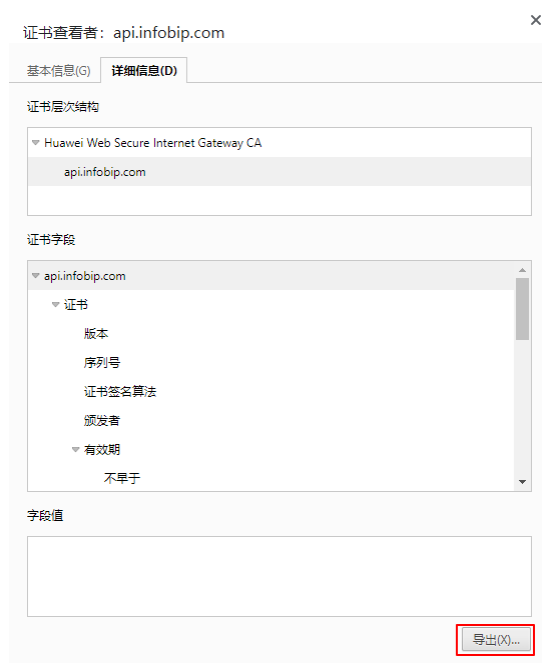 证书查看者：api.infobip.com
基本信息(G) 详细信息(D)
证书层次结构
Huawei Web Secure Internet Gateway CA
api.infobip.com
证书字段
api.infobip.com
证书
版本
序列号
证书签名算法
颁发者
有效期
不早于
字段值
导出(X)...